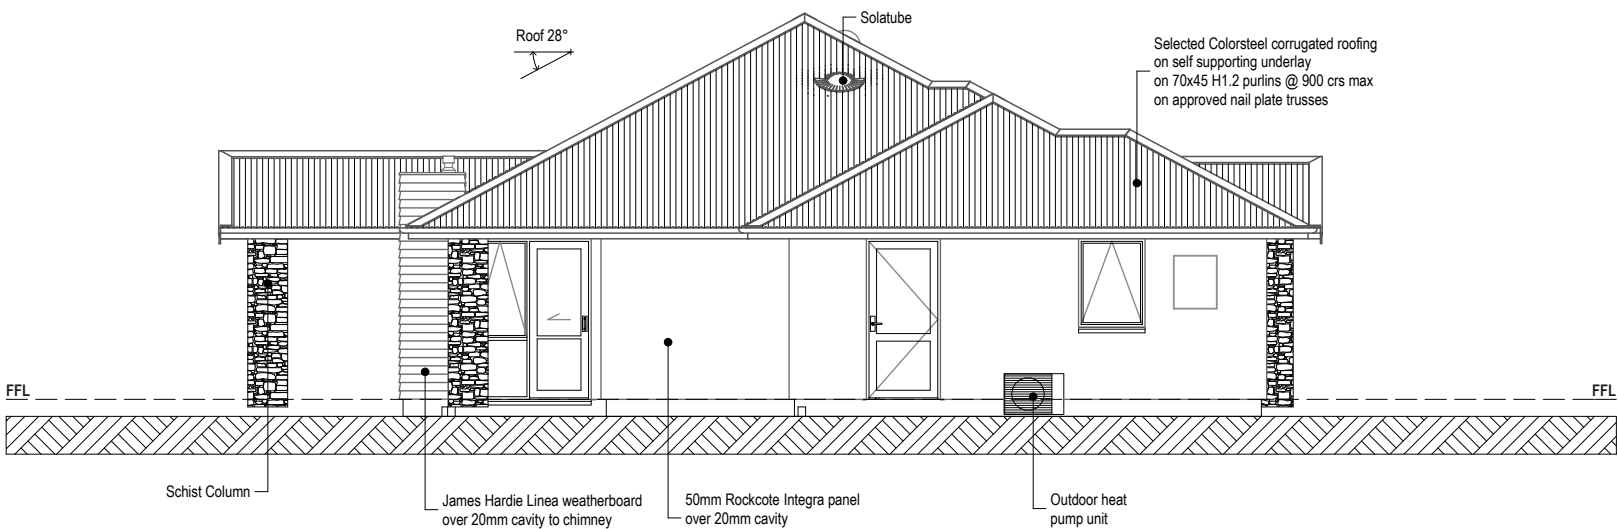 Solatube
Roof 28°
Selected Colorsteel corrugated roofing
on self supporting underlay
on 70x45 H1.2 purlins @ 900 crs max
on approved nail plate trusses
FFL
FFL
Schist Column
James Hardie Linea weatherboard
over 20mm cavity to chimney
50mm Rockcote Integra panel
over 20mm cavity
Outdoor heat
pump unit